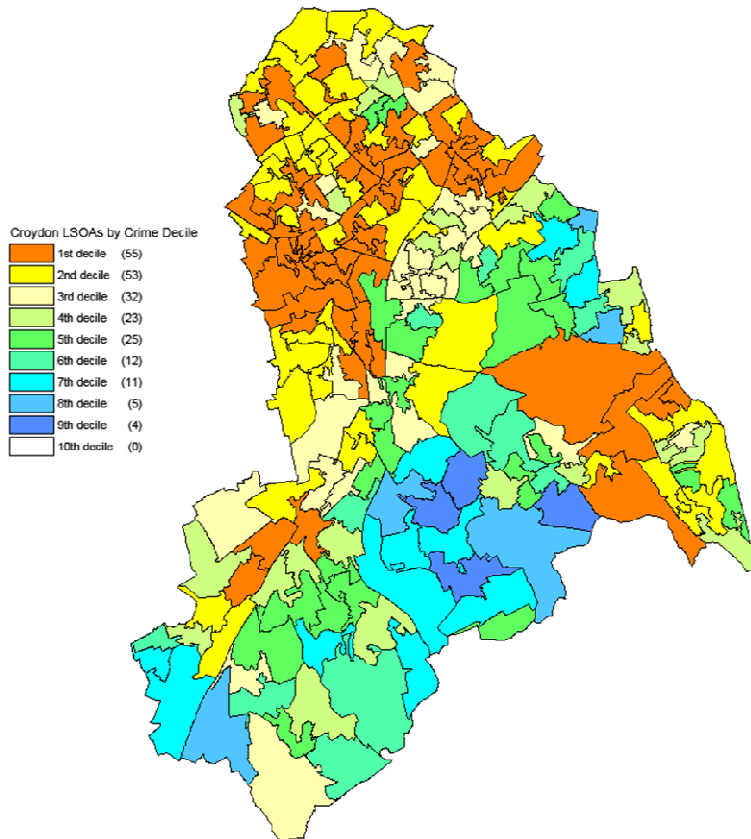 Croydon LSOAs by Crime Decile
1st decile (55)
2nd decile (53)
3rd decile (32)
4th decile (23)
5th decile (25)
6th decile (12)
7th decile (11)
8th decile (5)
9th decile (4)
10th decile (0)